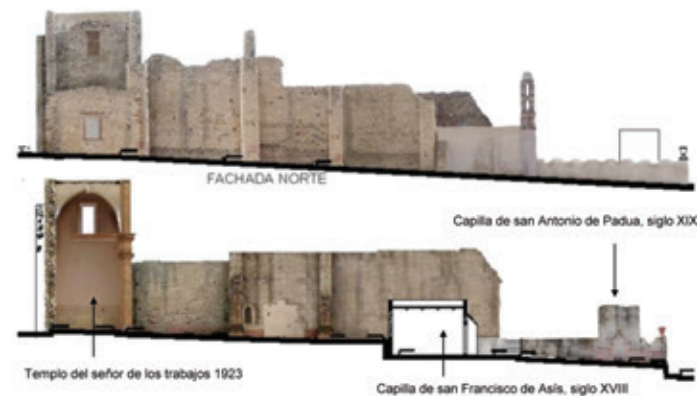 FACHADA NORTE
Capilla de san Antonio de Padua, siglo XIX
Templo del señor de los trabajos 1923
Capilla de san Francisco de Asís, siglo XVIII